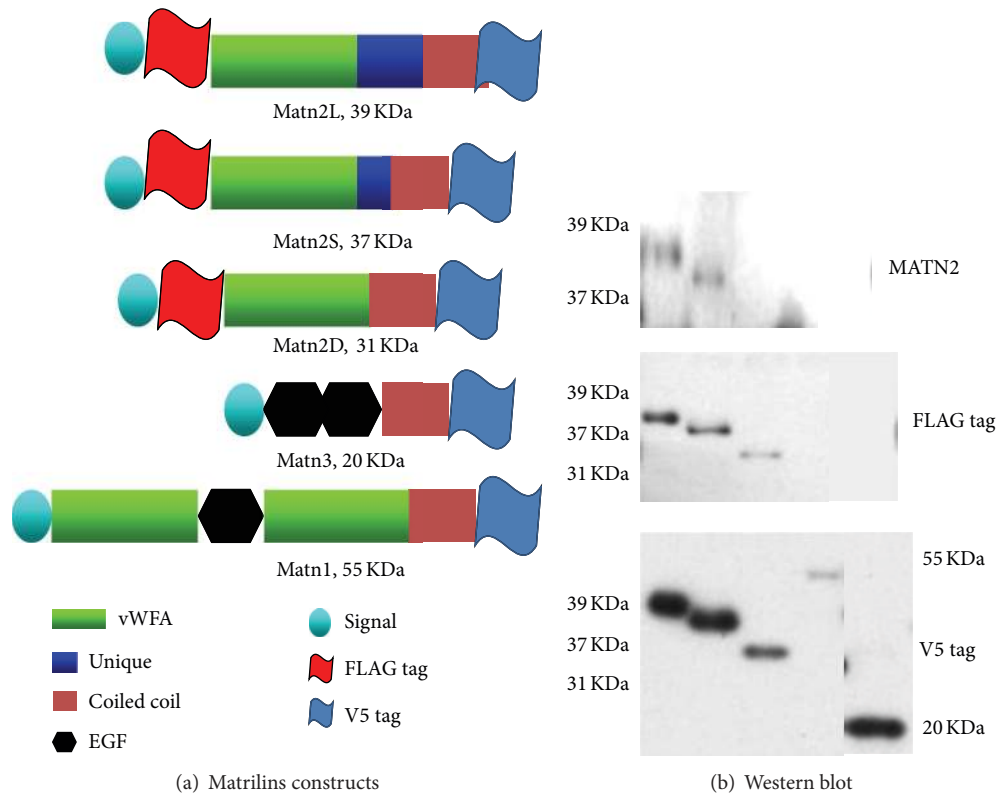 Matn2L, 39 KDa
Matn2S, 37 KDa
Matn2D, 31 KDa
Matn3, 20 KDa
Matn1, 55 KDa
vWFA
Unique
Coiled coil
EGF
Signal
FLAG tag
V5 tag
(a) Matrilins constructs
39 KDa
37 KDa
MATN2
39 KDa
37 KDa
31 KDa
FLAG tag
39 KDa
37 KDa
31 KDa
55 KDa
V5 tag
20 KDa
(b) Western blot